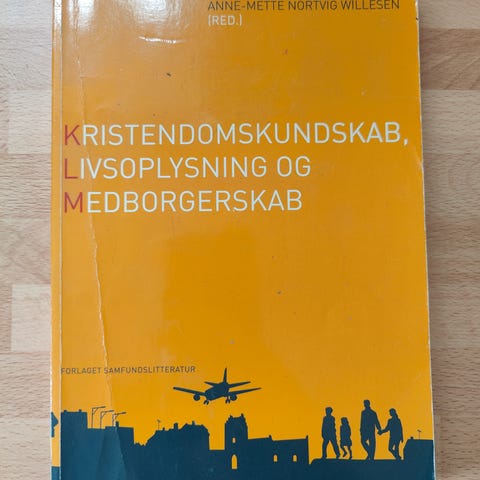 ANNE-METTE NORTVIG WILLESEN
(RED.)
KRISTENDOMSKUNDSKAB,
LIVSOPLYSNING OG
MEDBORGERSKAB
FORLAGET SAMFUNDSLITTERATUR